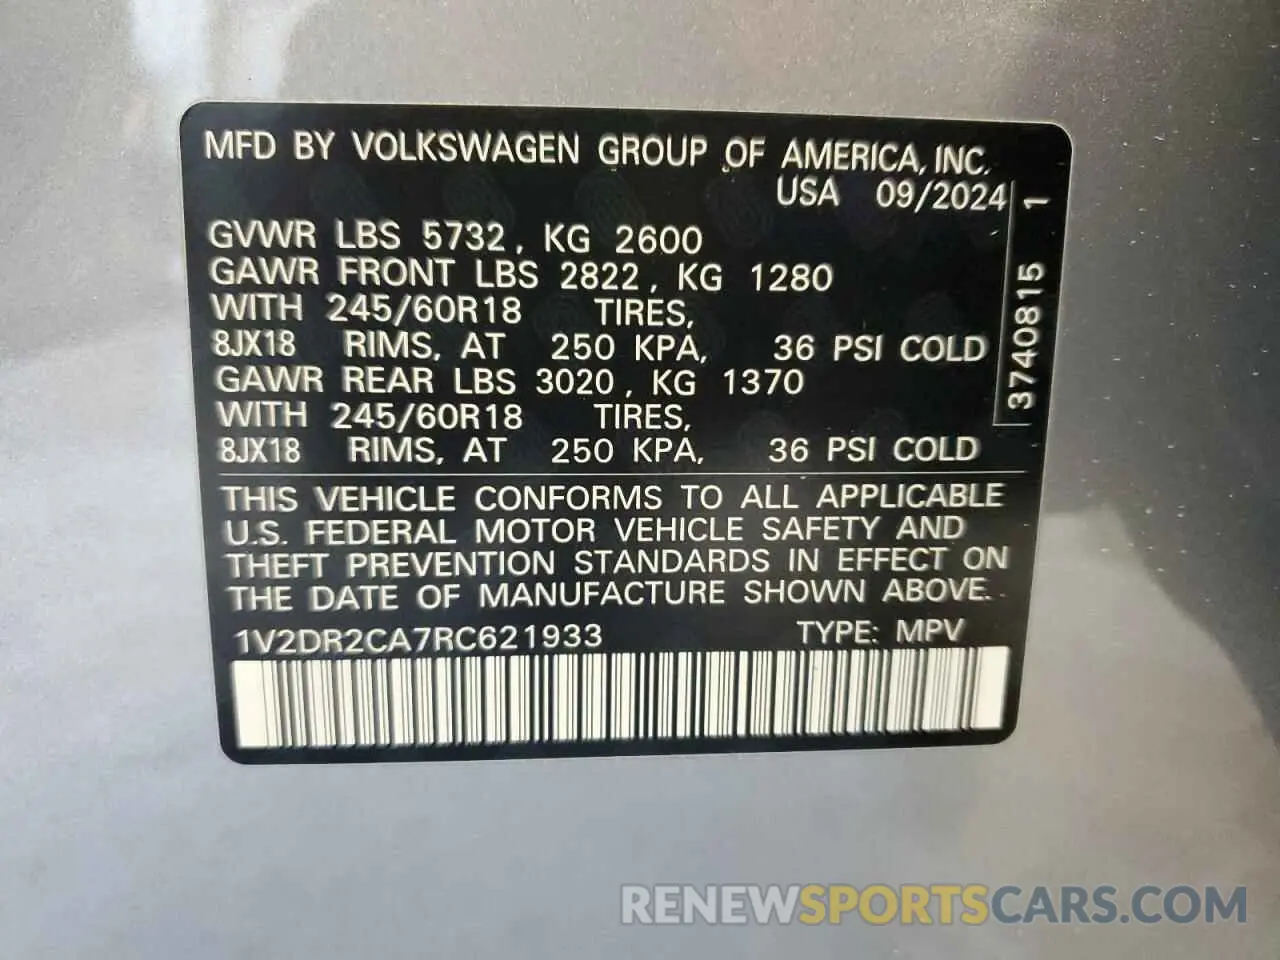 MFD BY VOLKSWAGEN GROUP OF AMERICA, INC.
USA 09/2024
GVWR LBS 5732, KG 2600
GAWR FRONT LBS 2822, KG 1280
WITH 245/60R18 TIRES,
8JX18 RIMS, AT 250 KPA, 36 PSI COLD
GAWR REAR LBS 3020, KG 1370
WITH 245/60R18 TIRES,
8JX18 RIMS, AT 250 KPA, 36 PSI COLD
3740815 1
THIS VEHICLE CONFORMS TO ALL APPLICABLE
U.S. FEDERAL MOTOR VEHICLE SAFETY AND
THEFT PREVENTION STANDARDS IN EFFECT ON
THE DATE OF MANUFACTURE SHOWN ABOVE.
1V2DR2CA7RC621933 TYPE: MPV
RENEWSPORTSCARS.COM